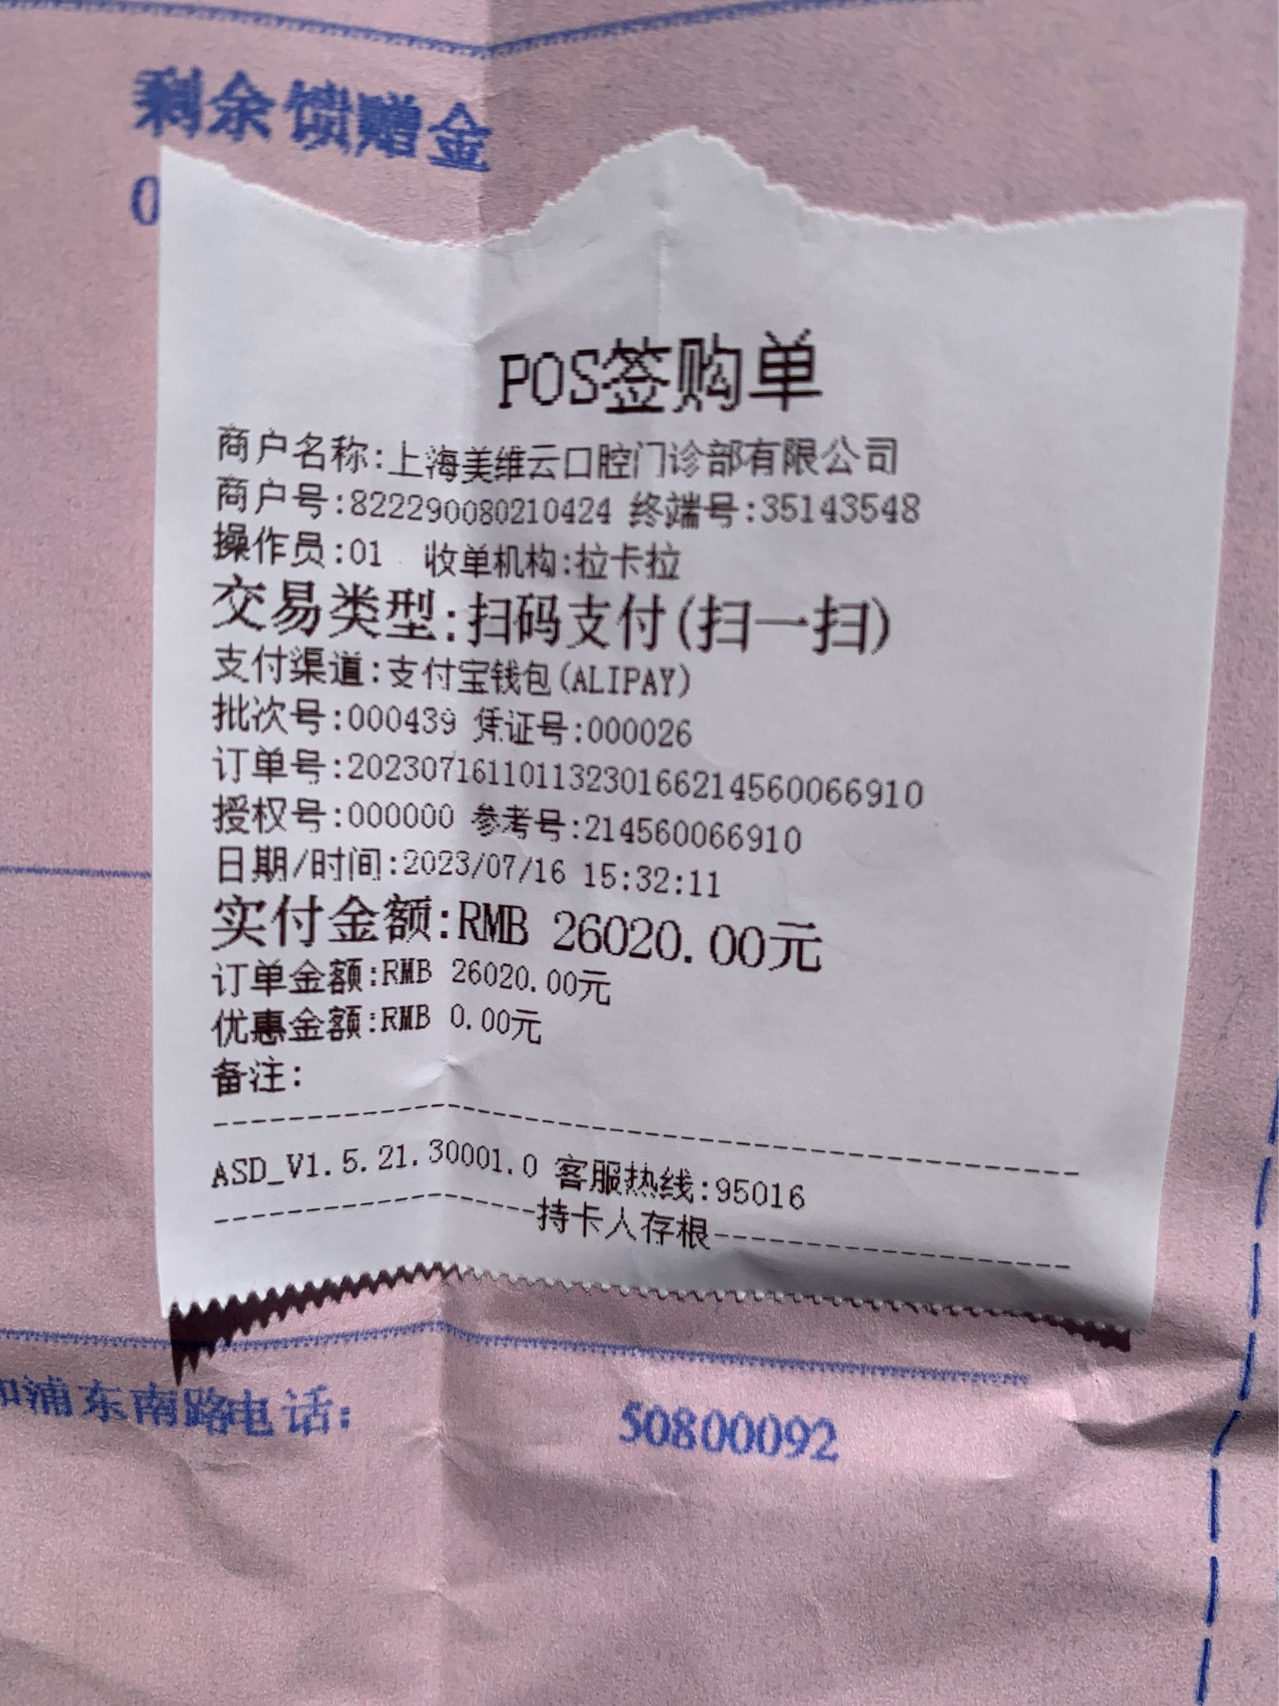 剩余馈赠金
0
POS签购单
商户名称:上海美维云口腔门诊部有限公司
商户号:822290080210424 终端号:35143548
操作员:01 收单机构:拉卡拉
交易类型:扫码支付(扫一扫)
支付渠道:支付宝钱包(ALIPAY)
批次号:000439 凭证号:000026
订单号:20230716110113230166214560066910
授权号:000000 参考号:214560066910
日期/时间:2023/07/16 15:32:11
实付金额:RMB 26020.00元
订单金额:RMB 26020.00元
优惠金额:RMB 0.00元
备注:
ASD_V1.5.21.30001.0 客服热线:95016
持卡人存根
浦东南路电话: 50800092